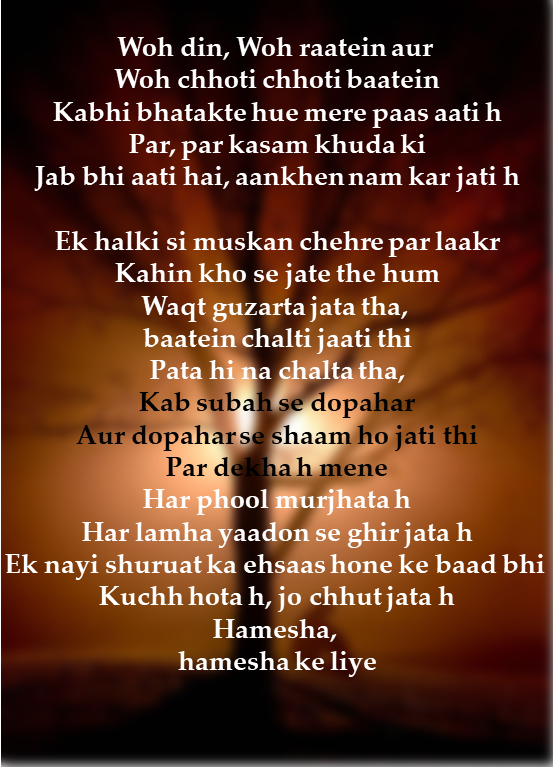 Woh din, Woh raatein aur
Woh chhoti chhoti baatein
Kabhi bhatakte hue mere paas aati h
Par, par kasam khuda ki
Jab bhi aati hai, aankhen nam kar jati h
Ek halki si muskan chehre par laakr
Kahin kho se jate the hum
Waqt guzarta jata tha,
baatein chalti jaati thi
Pata hi na chalta tha,
Kab subah se dopahar
Aur dopahar se shaam ho jati thi
Par dekha h mene
Har phool murjhata h
Har lamha yaadon se ghir jata h
Ek nayi shuruat ka ehsaas hone ke baad bhi
Kuchh hota h, jo chhut jata h
Hamesha,
hamesha ke liye